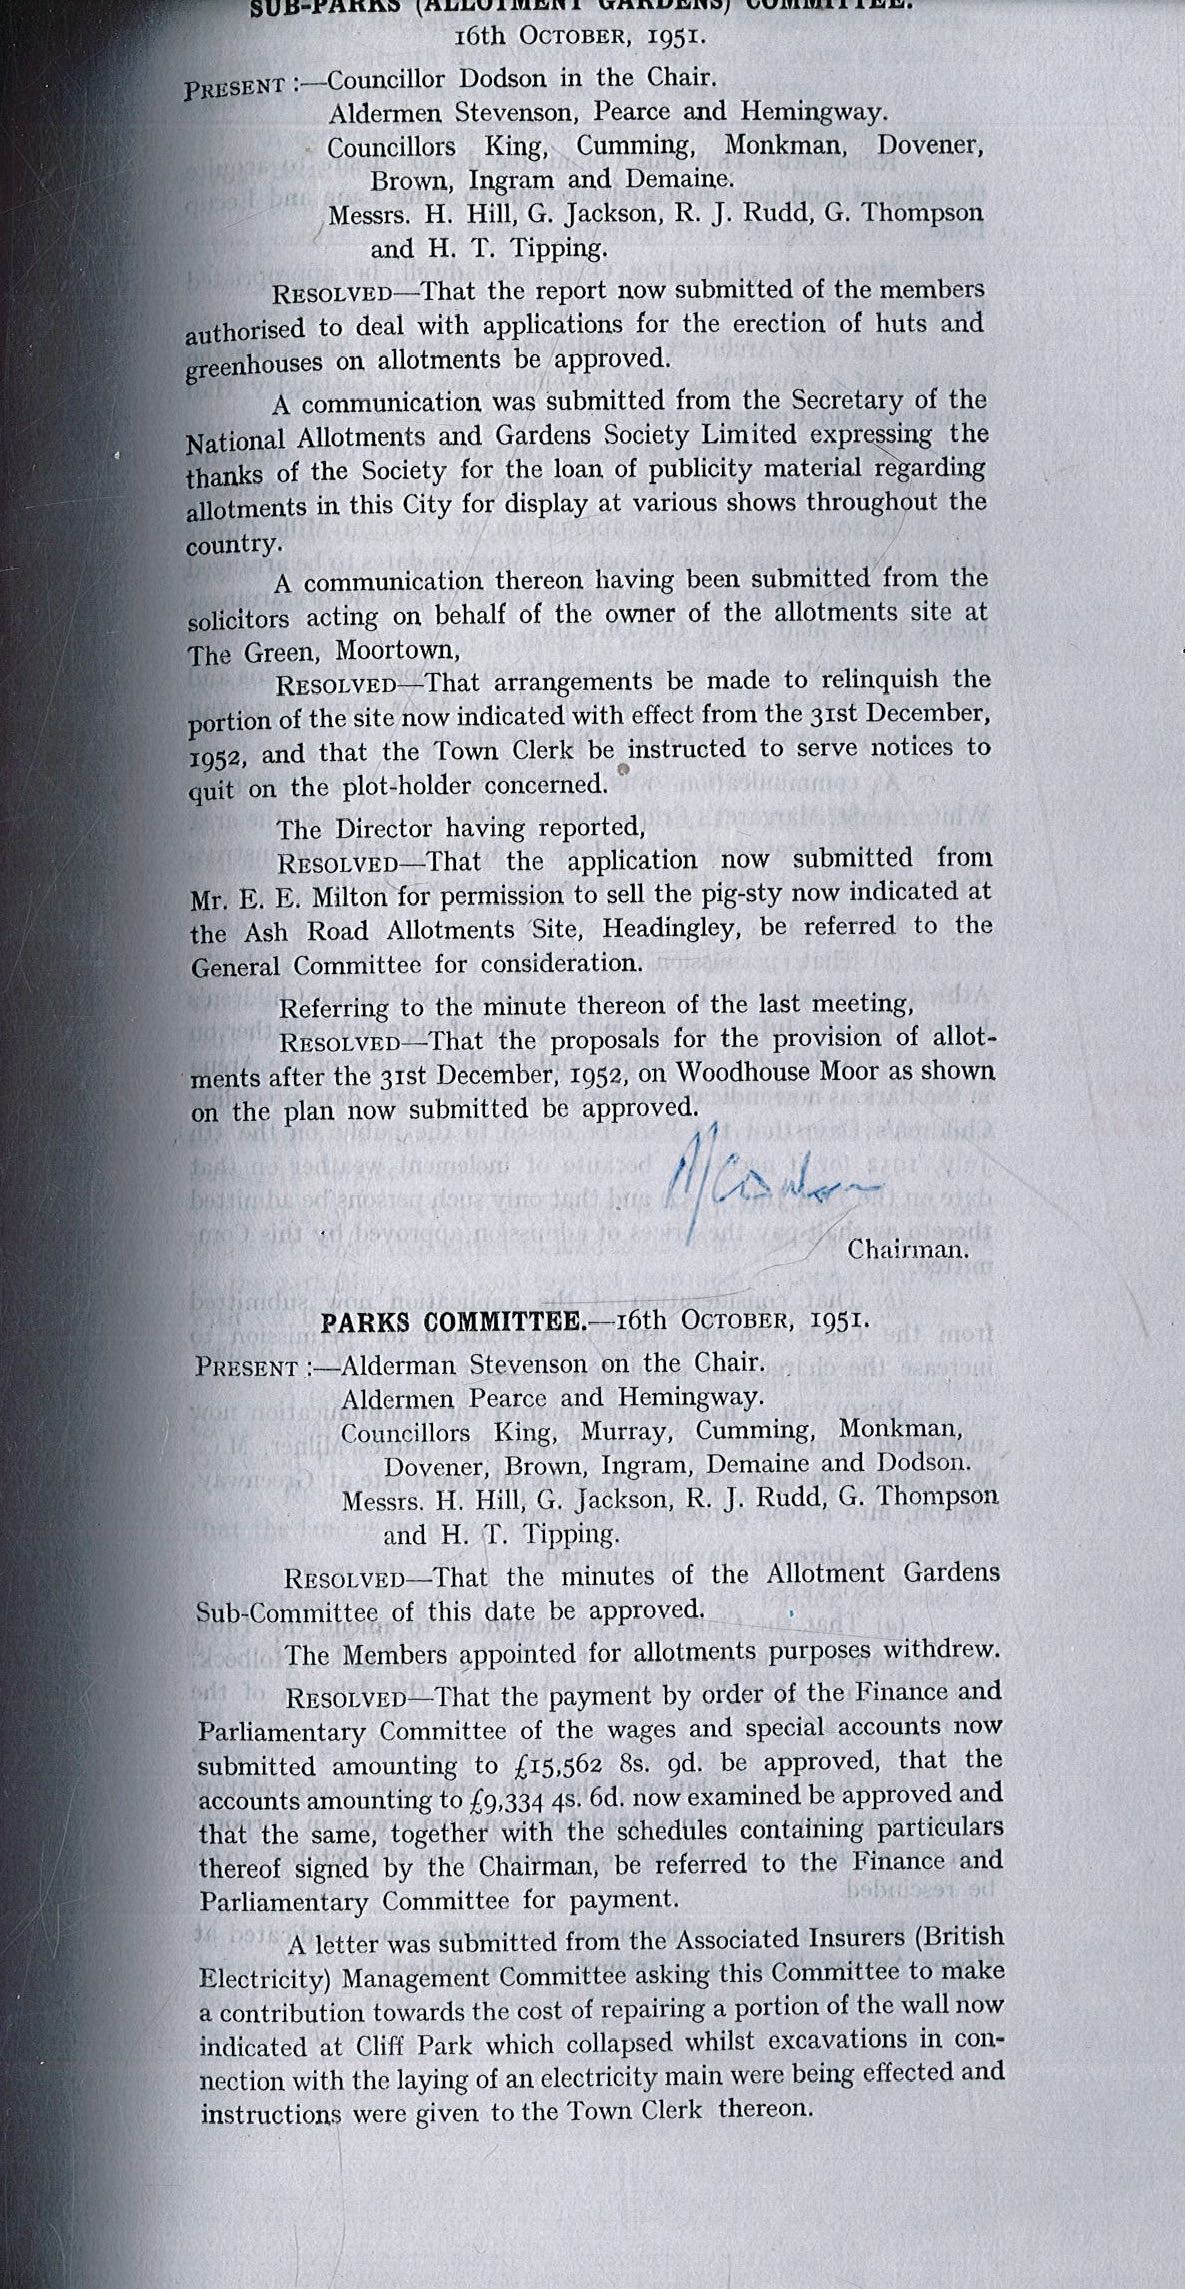 SUB-PARKS (ALLOTMENT GARDENS) COMMITTEE.
16th OCTOBER, 1951.
PRESENT :—Councillor Dodson in the Chair.
Aldermen Stevenson, Pearce and Hemingway.
Councillors King, Cumming, Monkman, Dovener,
Brown, Ingram and Demaine.
Messrs. H. Hill, G. Jackson, R. J. Rudd, G. Thompson
and H. T. Tipping.
RESOLVED—That the report now submitted of the members
authorised to deal with applications for the erection of huts and
greenhouses on allotments be approved.
A communication was submitted from the Secretary of the
National Allotments and Gardens Society Limited expressing the
thanks of the Society for the loan of publicity material regarding
allotments in this City for display at various shows throughout the
country.
A communication thereon having been submitted from the
solicitors acting on behalf of the owner of the allotments site at
The Green, Moortown,
RESOLVED—That arrangements be made to relinquish the
portion of the site now indicated with effect from the 31st December,
1952, and that the Town Clerk be instructed to serve notices to
quit on the plot-holder concerned.
The Director having reported,
RESOLVED—That the application now submitted from
Mr. E. E. Milton for permission to sell the pig-sty now indicated at
the Ash Road Allotments Site, Headingley, be referred to the
General Committee for consideration.
Referring to the minute thereon of the last meeting,
RESOLVED—That the proposals for the provision of allot-
ments after the 31st December, 1952, on Woodhouse Moor as shown
on the plan now submitted be approved.
Chairman.
PARKS COMMITTEE.—16th OCTOBER, 1951.
PRESENT :—Alderman Stevenson on the Chair.
Aldermen Pearce and Hemingway.
Councillors King, Murray, Cumming, Monkman,
Dovener, Brown, Ingram, Demaine and Dodson.
Messrs. H. Hill, G. Jackson, R. J. Rudd, G. Thompson
and H. T. Tipping.
RESOLVED—That the minutes of the Allotment Gardens
Sub-Committee of this date be approved.
The Members appointed for allotments purposes withdrew.
RESOLVED—That the payment by order of the Finance and
Parliamentary Committee of the wages and special accounts now
submitted amounting to £15,562 8s. 9d. be approved, that the
accounts amounting to £9,334 4s. 6d. now examined be approved and
that the same, together with the schedules containing particulars
thereof signed by the Chairman, be referred to the Finance and
Parliamentary Committee for payment.
A letter was submitted from the Associated Insurers (British
Electricity) Management Committee asking this Committee to make
a contribution towards the cost of repairing a portion of the wall now
indicated at Cliff Park which collapsed whilst excavations in con-
nection with the laying of an electricity main were being effected and
instructions were given to the Town Clerk thereon.